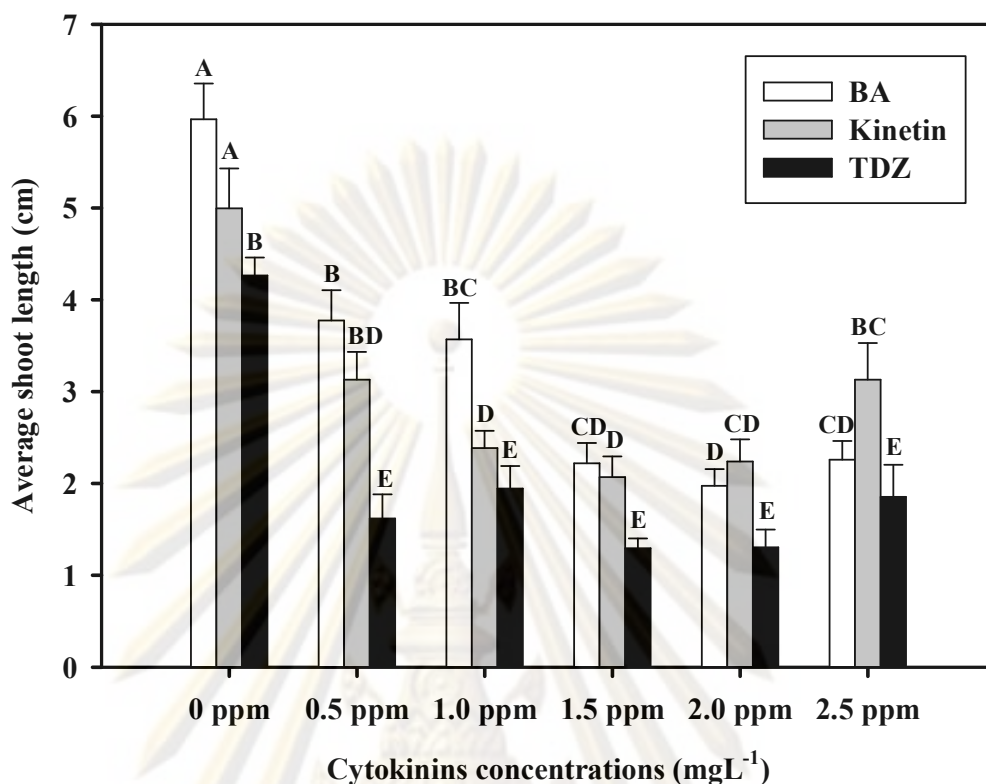 7
6
5
4
3
2
1
0
Average shoot length (cm)
BA
Kinetin
TDZ
A
A
B
B
BD
E
BC
D
E
CD
D
E
D
CD
E
CD
BC
E
0 ppm
0.5 ppm
1.0 ppm
1.5 ppm
2.0 ppm
2.5 ppm
Cytokinins concentrations (mgL⁻¹)